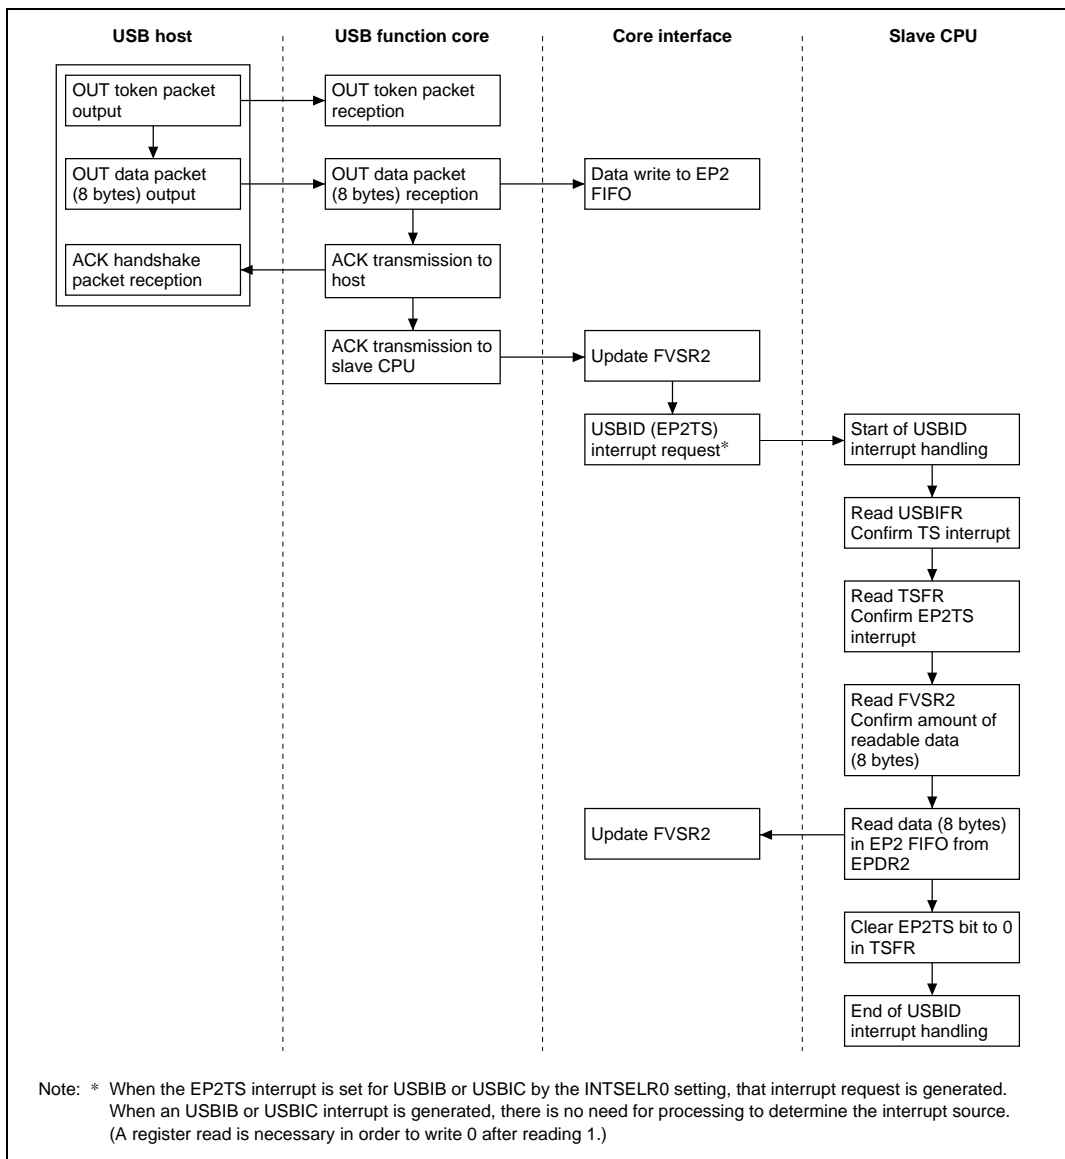 USB host
USB function core
Core interface
Slave CPU
OUT token packet
output
OUT token packet
reception
OUT data packet
(8 bytes) output
OUT data packet
(8 bytes) reception
Data write to EP2
FIFO
ACK handshake
packet reception
ACK transmission to
host
ACK transmission to
slave CPU
Update FVSR2
USBID (EP2TS)
interrupt request*
Start of USBID
interrupt handling
Read USBIFR
Confirm TS interrupt
Read TSFR
Confirm EP2TS
interrupt
Read FVSR2
Confirm amount of
readable data
(8 bytes)
Update FVSR2
Read data (8 bytes)
in EP2 FIFO from
EPDR2
Clear EP2TS bit to 0
in TSFR
End of USBID
interrupt handling
Note: * When the EP2TS interrupt is set for USBIB or USBIC by the INTSELR0 setting, that interrupt request is generated.
When an USBIB or USBIC interrupt is generated, there is no need for processing to determine the interrupt source.
(A register read is necessary in order to write 0 after reading 1.)